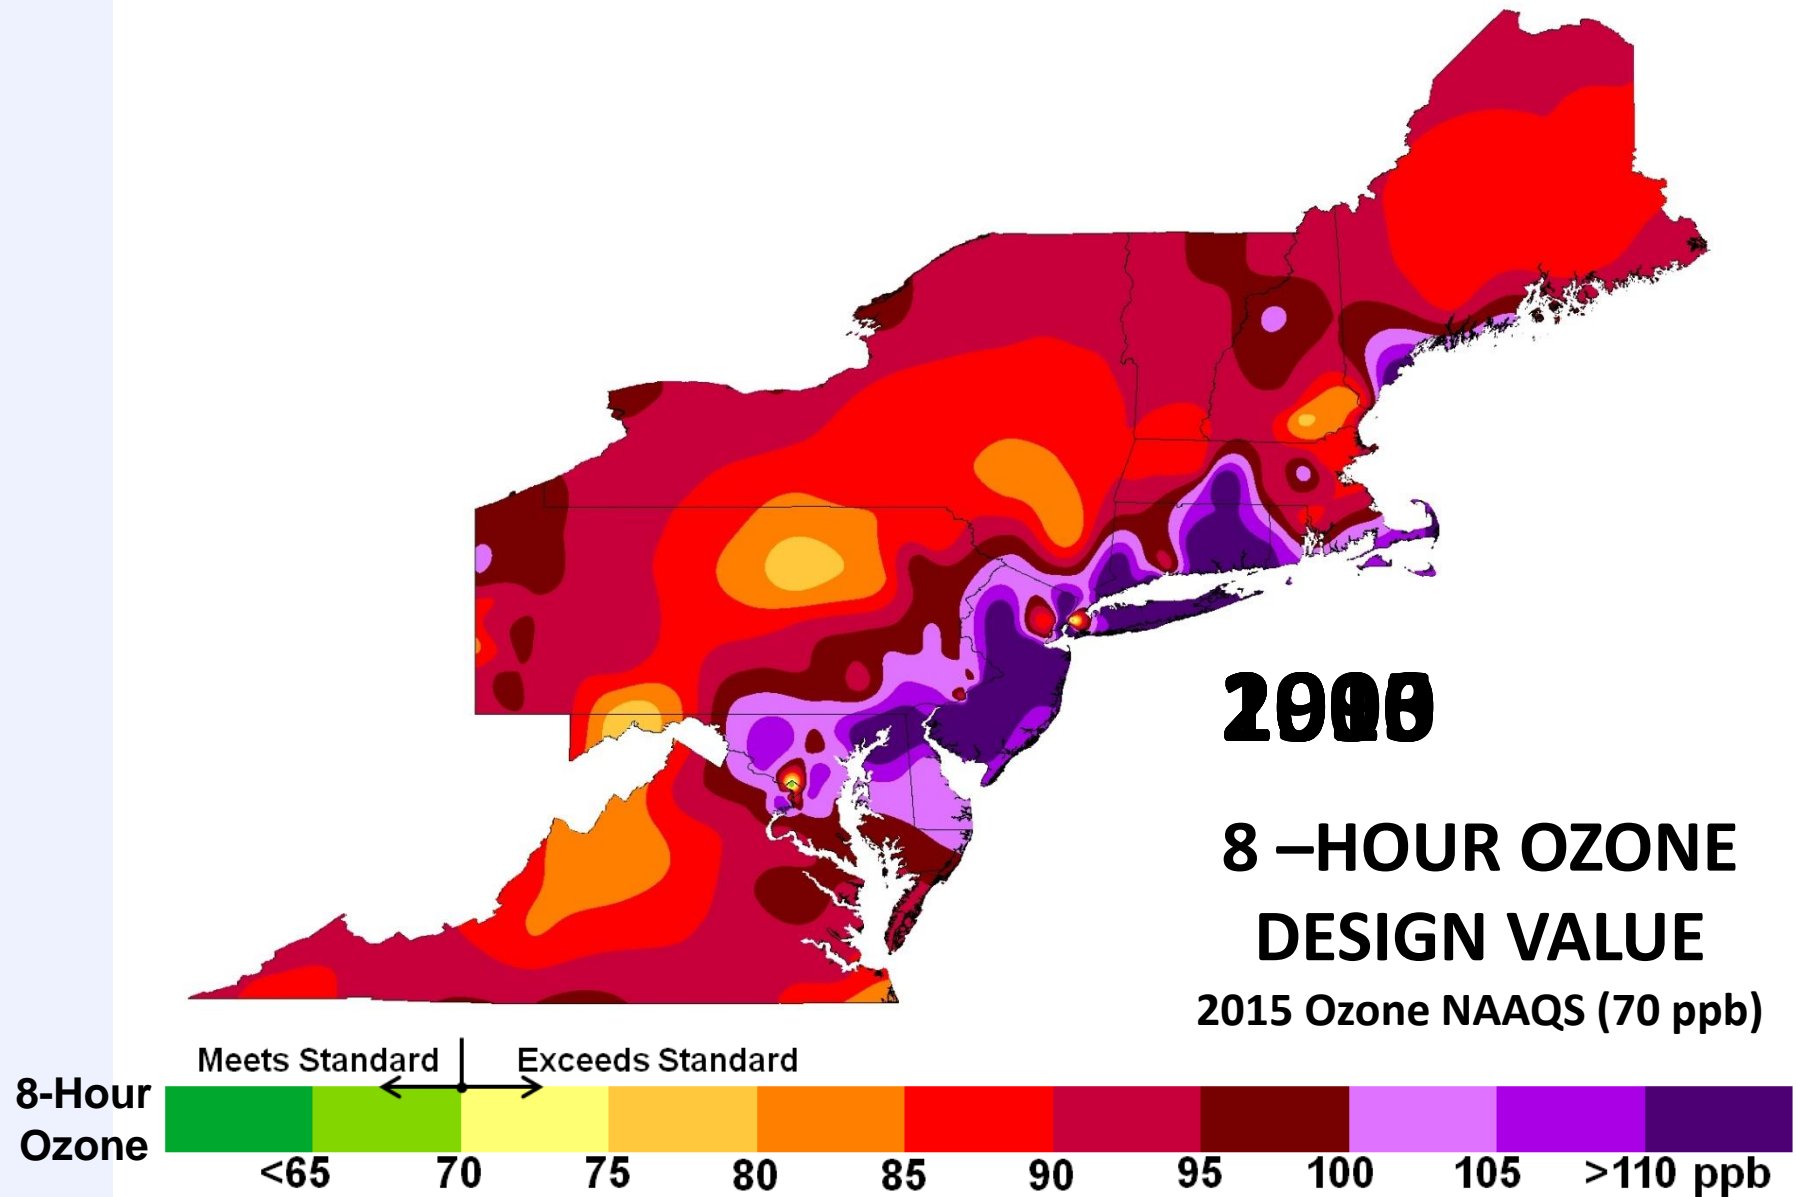 8 –HOUR OZONE
DESIGN VALUE
2015 Ozone NAAQS (70 ppb)
Meets Standard Exceeds Standard
8-Hour
Ozone
<65 70 75 80 85 90 95 100 105 >110 ppb